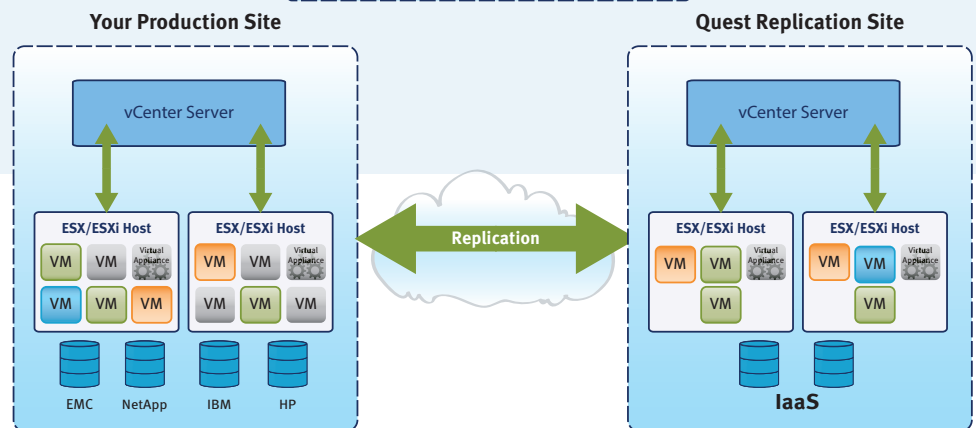 Your Production Site
vCenter Server
ESX/ESXi Host
VM VM Virtual Appliance
VM VM VM
ESX/ESXi Host
VM VM Virtual Appliance
VM VM VM
EMC NetApp IBM HP
Replication
Quest Replication Site
vCenter Server
ESX/ESXi Host
VM VM Virtual Appliance
VM
ESX/ESXi Host
VM VM Virtual Appliance
VM
IaaS